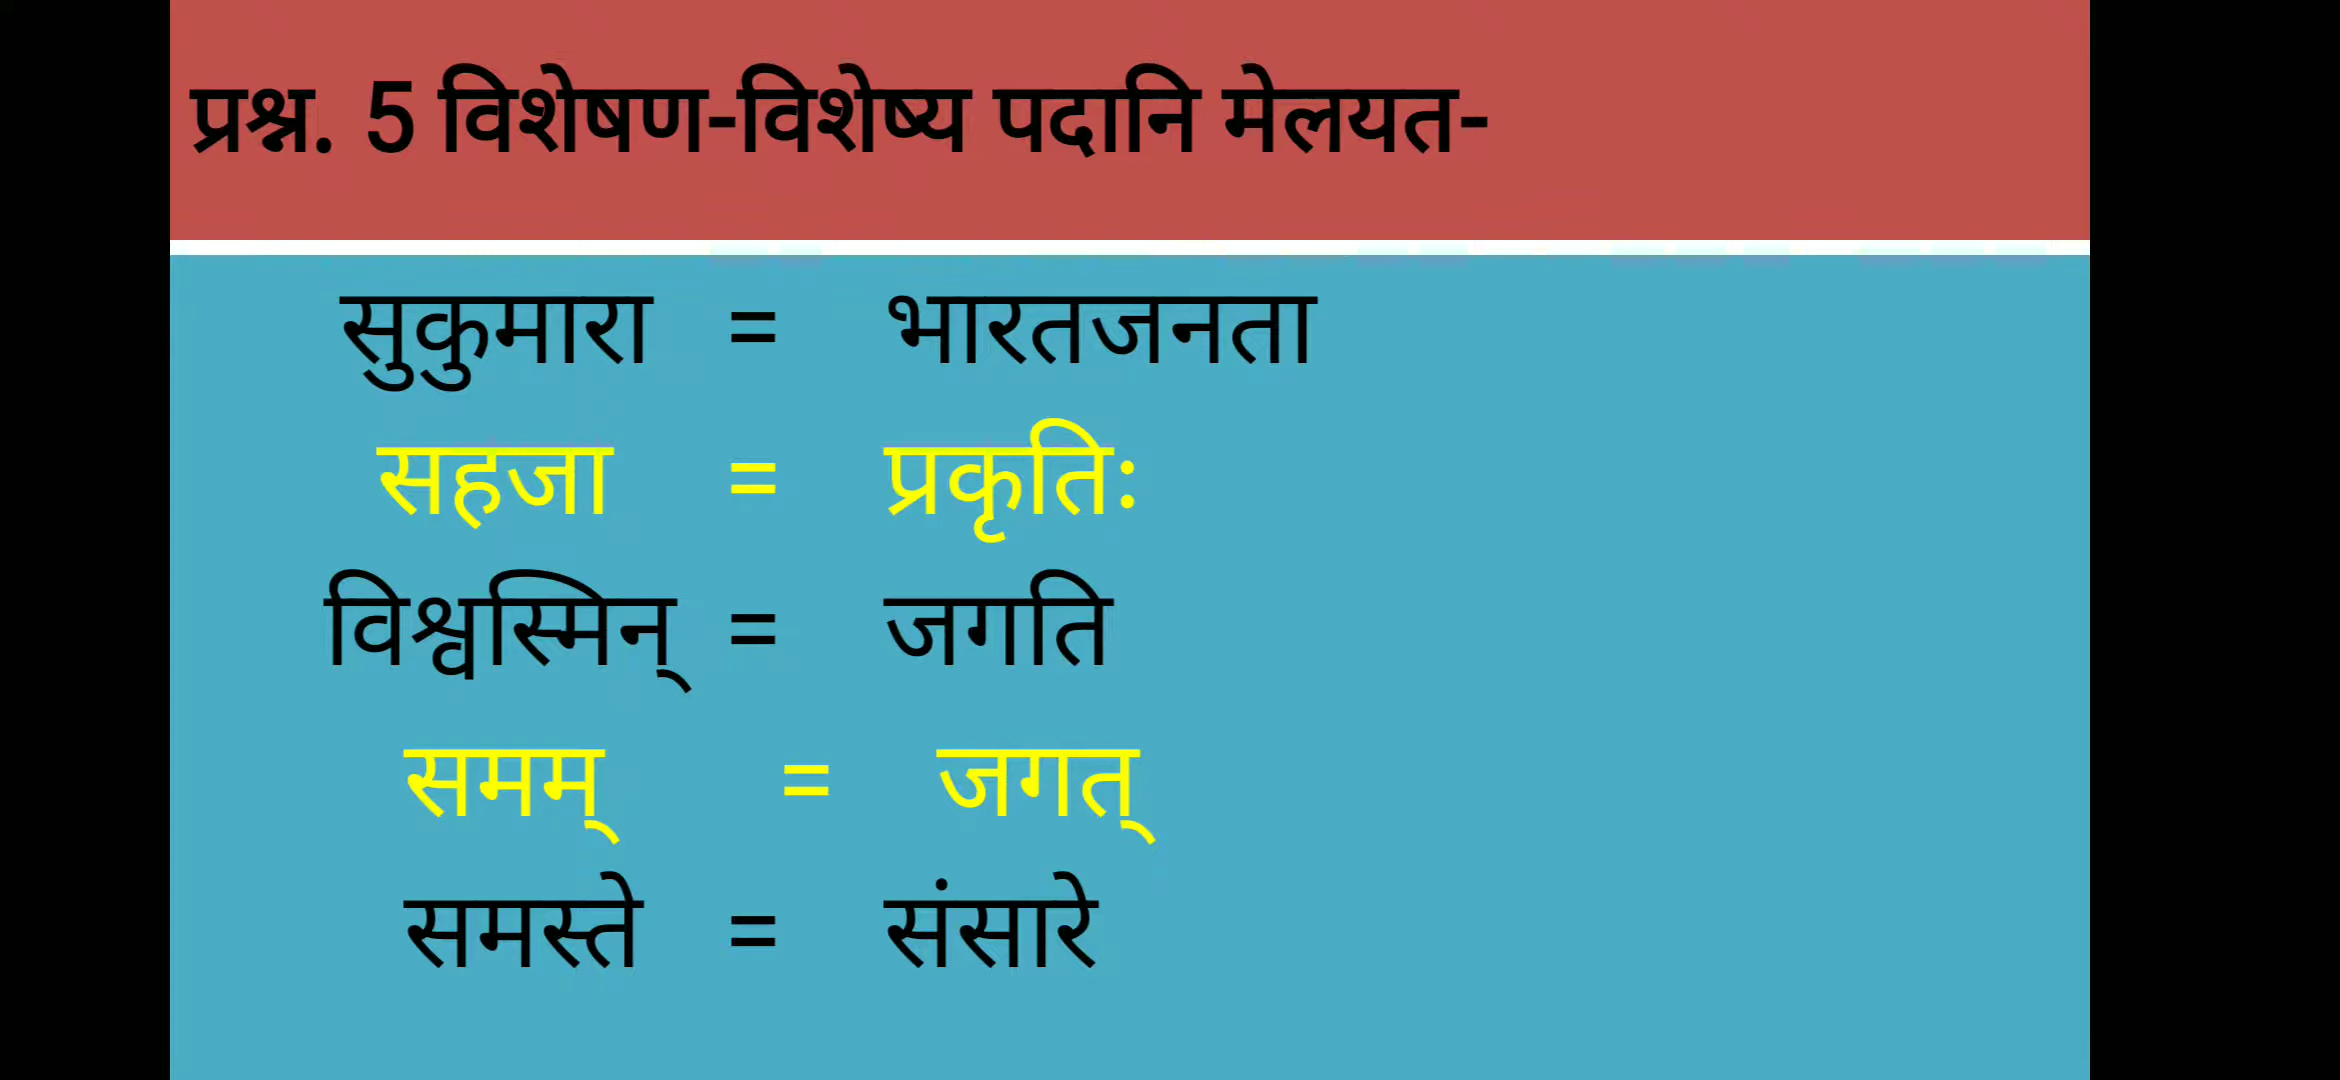 प्रश्न. 5 विशेषण-विशेष्य पदानि मेलयत-
सुकुमारा = भारतजनता
सहजा = प्रकृतिः
विश्वस्मिन् = जगति
समम् = जगत्
समस्ते = संसारे